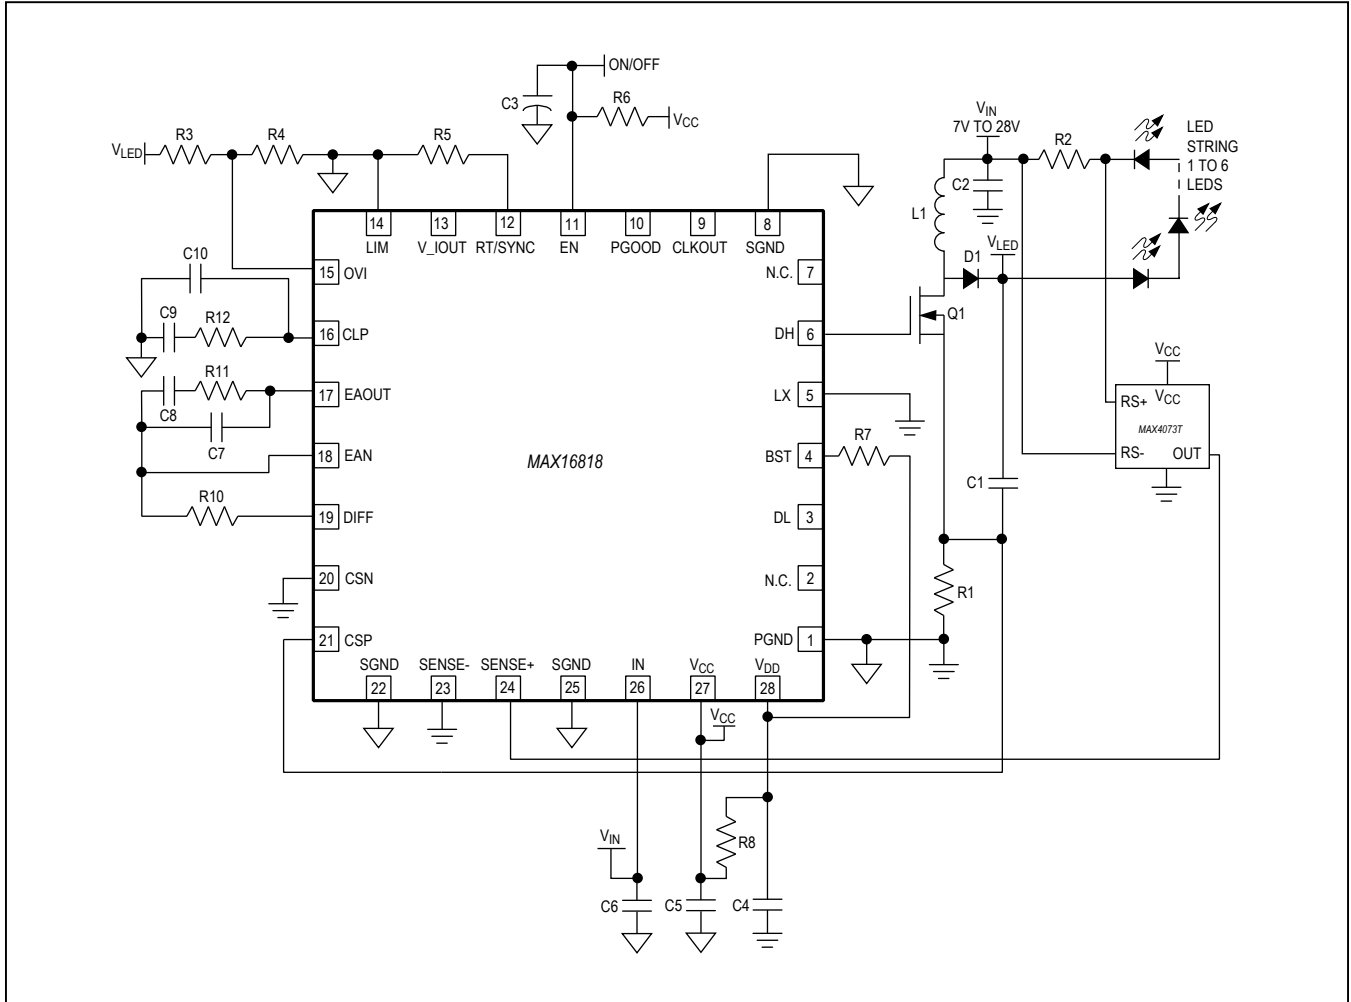 ON/OFF
C3
R6
VCC
VIN
7V TO 28V
R2
LED
STRING
1 TO 6
LEDS
VLED
R3
R4
R5
C2
L1
14
13
12
11
10
9
8
LIM
V_IOUT
RT/SYNC
EN
PGOOD
CLKOUT
SGND
VLED
D1
C10
15
OVI
N.C.
7
C9
R12
16
CLP
DH
6
Q1
VCC
R11
17
EAOUT
LX
5
C8
C7
RS+
VCC
MAX4073T
RS-
OUT
18
EAN
MAX16818
BST
4
R7
C1
R10
19
DIFF
DL
3
20
CSN
N.C.
2
R1
21
CSP
PGND
1
SGND
SENSE-
SENSE+
SGND
IN
VCC
VDD
22
23
24
25
26
27
28
VCC
VIN
R8
C6
C5
C4